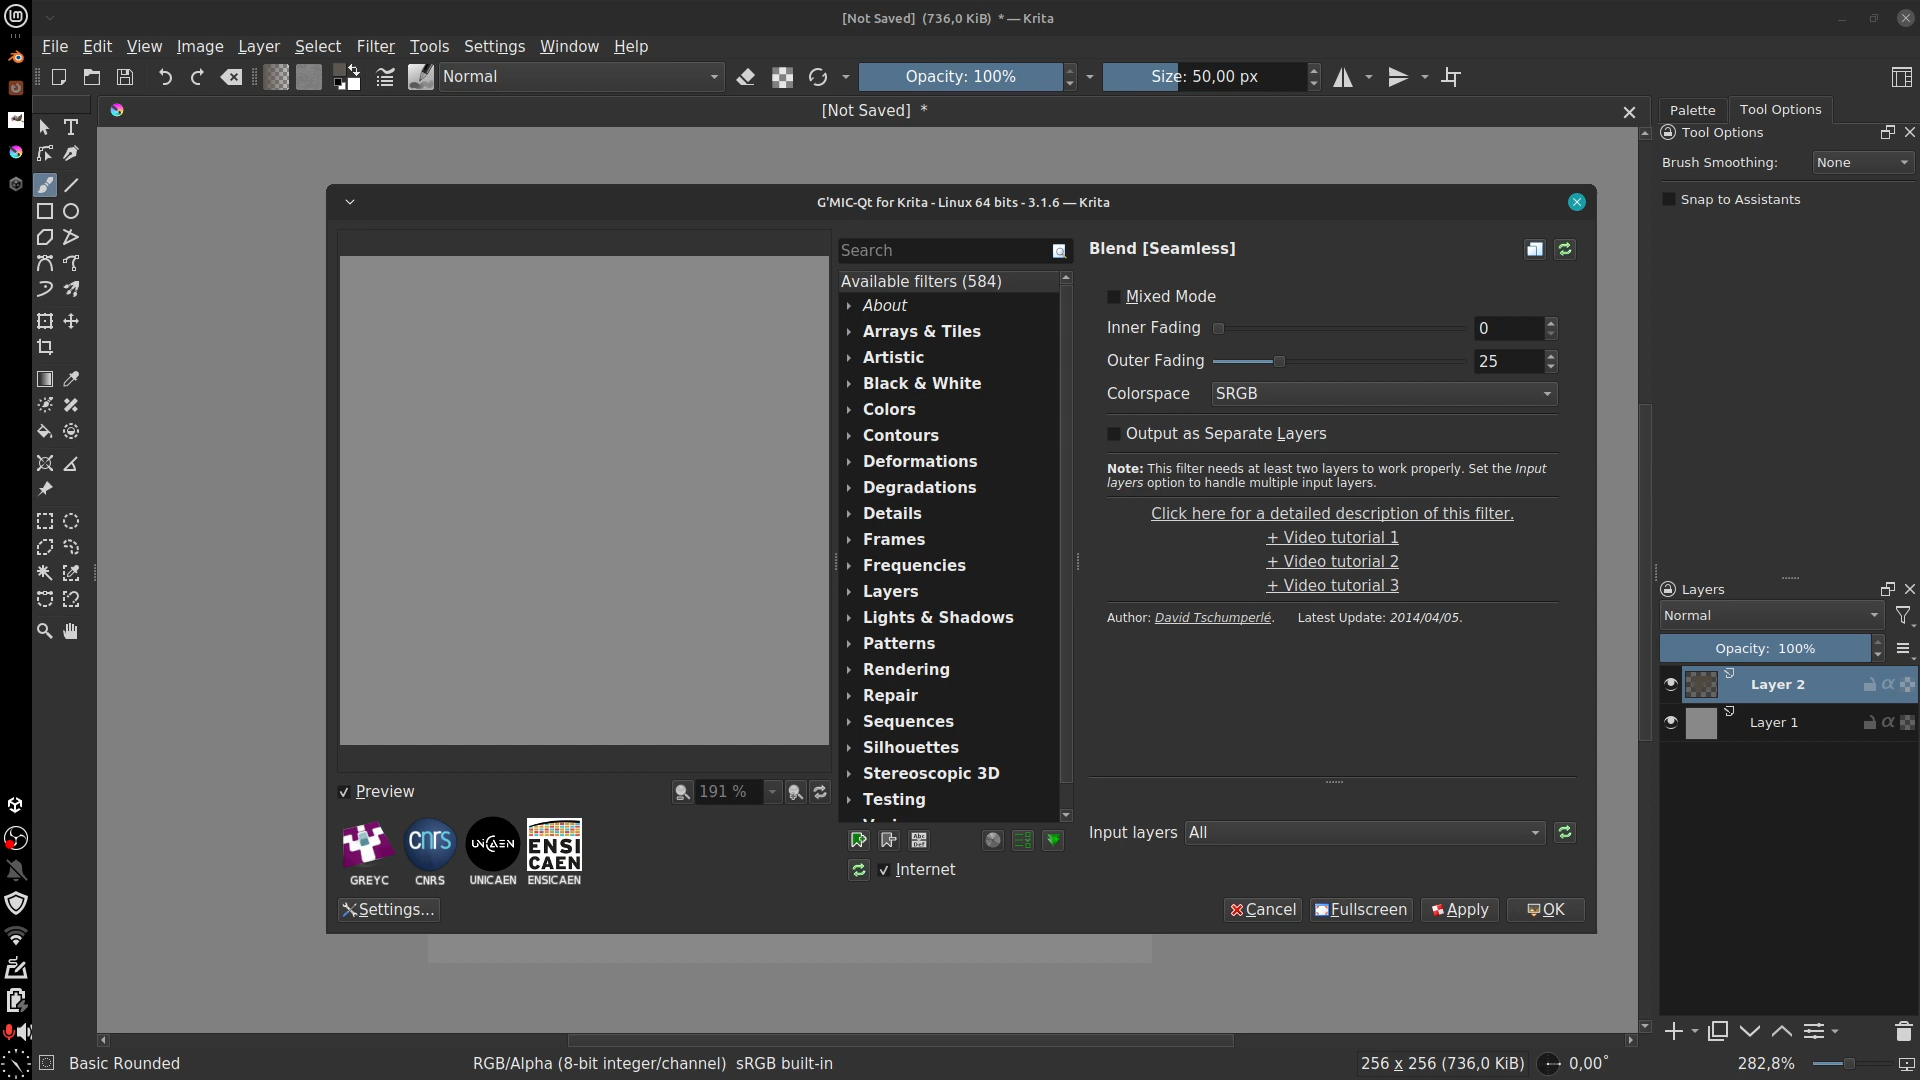 [Not Saved]  (736,0 KiB)  * — Krita
File Edit View Image Layer Select Filter Tools Settings Window Help
Normal
Opacity: 100%
Size: 50,00 px
[Not Saved]  *
Palette
Tool Options
Tool Options
Brush Smoothing:
None
Snap to Assistants
G'MIC-Qt for Krita - Linux 64 bits - 3.1.6 — Krita
Search
Available filters (584)
About
Arrays & Tiles
Artistic
Black & White
Colors
Contours
Deformations
Degradations
Details
Frames
Frequencies
Layers
Lights & Shadows
Patterns
Rendering
Repair
Sequences
Silhouettes
Stereoscopic 3D
Testing
Internet
Blend [Seamless]
Mixed Mode
Inner Fading
0
Outer Fading
25
Colorspace
SRGB
Output as Separate Layers
Note: This filter needs at least two layers to work properly. Set the Input
layers option to handle multiple input layers.
Click here for a detailed description of this filter.
+ Video tutorial 1
+ Video tutorial 2
+ Video tutorial 3
Author: David Tschumperlé.
Latest Update: 2014/04/05.
Input layers
All
Preview
191 %
cnrs
UNICAEN
ENSI
CAEN
GREYC
CNRS
UNICAEN
ENSICAEN
Settings...
Cancel
Fullscreen
Apply
OK
Layers
Normal
Opacity:  100%
Layer 2
Layer 1
Basic Rounded
RGB/Alpha (8-bit integer/channel)  sRGB built-in
256 x 256 (736,0 KiB)
0,00°
282,8%